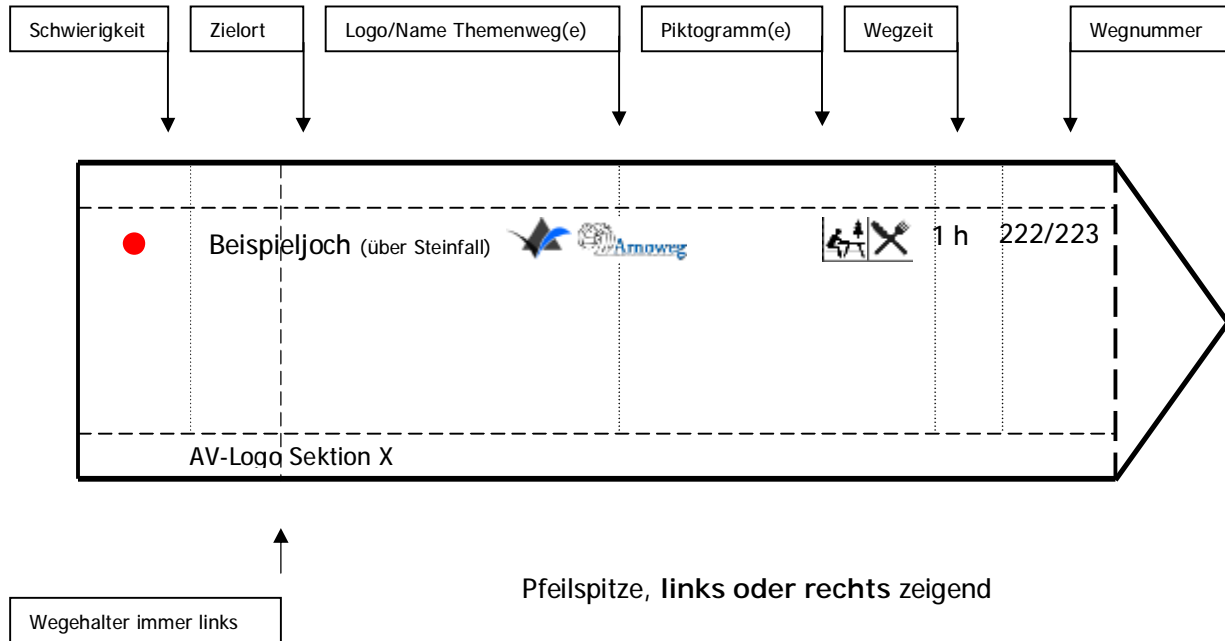 Schwierigkeit
Zielort
Logo/Name Themenweg(e)
Piktogramm(e)
Wegzeit
Wegnummer
Beispieljoch (über Steinfall)
Arnoweg
1 h
222/223
AV-Logo Sektion X
Pfeilspitze, links oder rechts zeigend
Wegehalter immer links